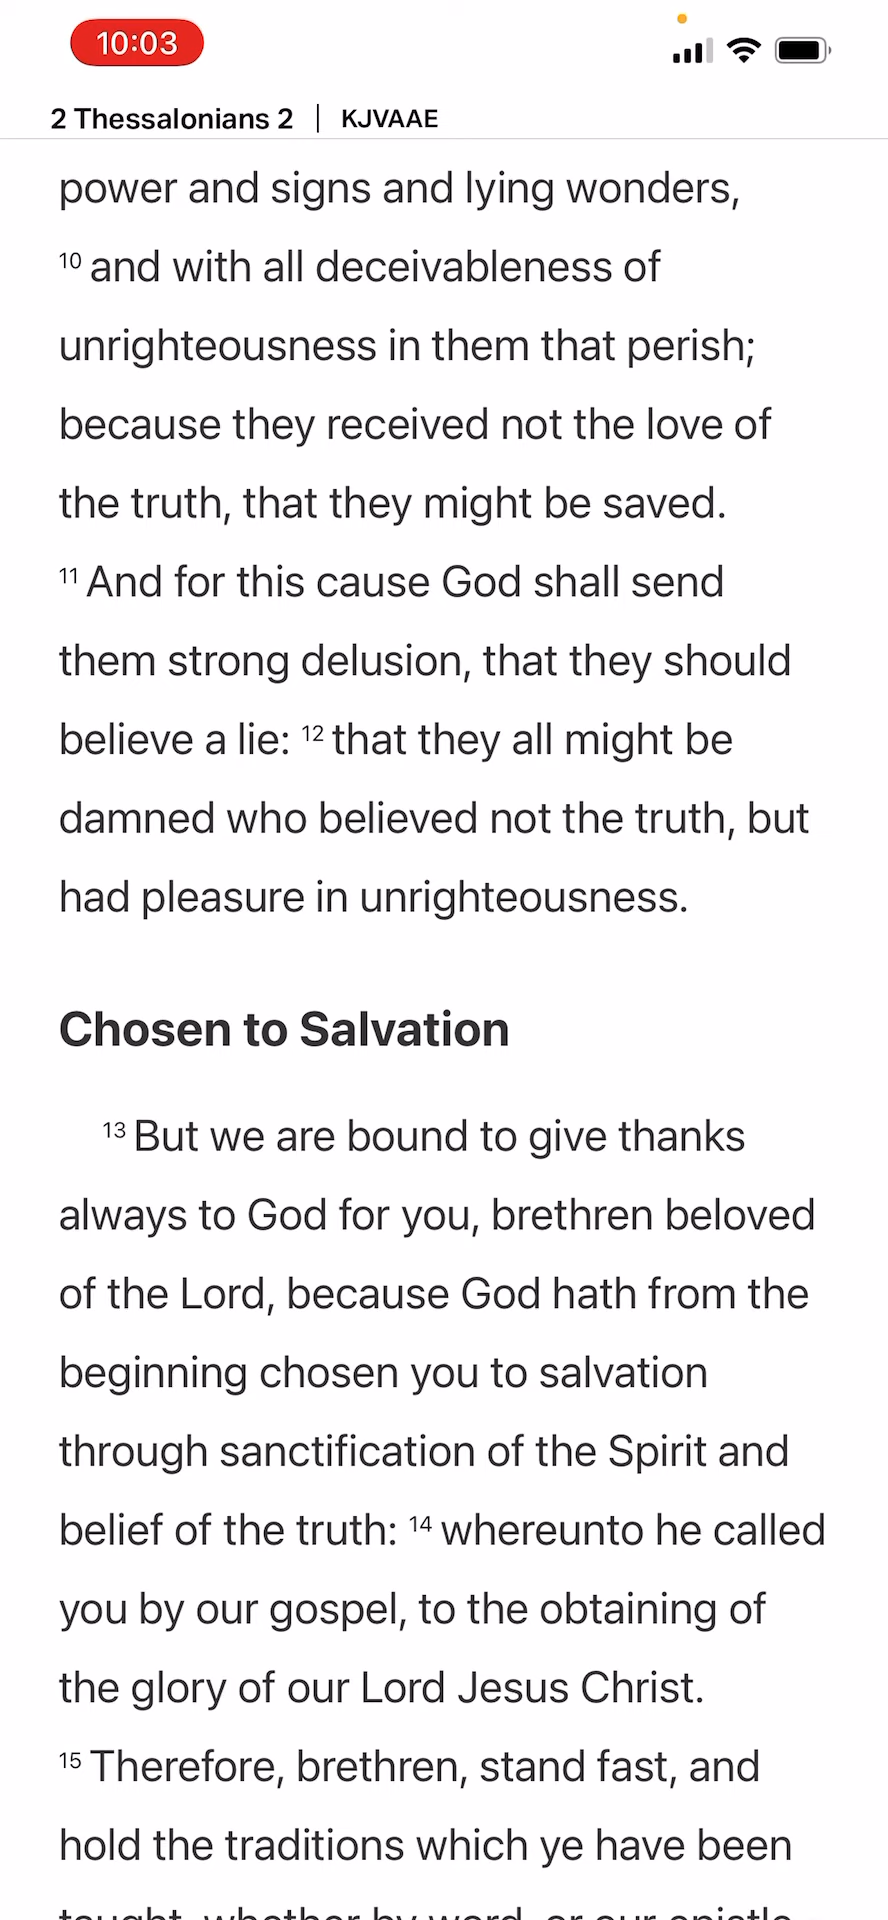 10:03
2 Thessalonians 2 | KJVAAE
power and signs and lying wonders,
10 and with all deceivableness of
unrighteousness in them that perish;
because they received not the love of
the truth, that they might be saved.
11 And for this cause God shall send
them strong delusion, that they should
believe a lie: 12 that they all might be
damned who believed not the truth, but
had pleasure in unrighteousness.
Chosen to Salvation
13 But we are bound to give thanks
always to God for you, brethren beloved
of the Lord, because God hath from the
beginning chosen you to salvation
through sanctification of the Spirit and
belief of the truth: 14 whereunto he called
you by our gospel, to the obtaining of
the glory of our Lord Jesus Christ.
15 Therefore, brethren, stand fast, and
hold the traditions which ye have been
taught, whether by word, or our epistle.